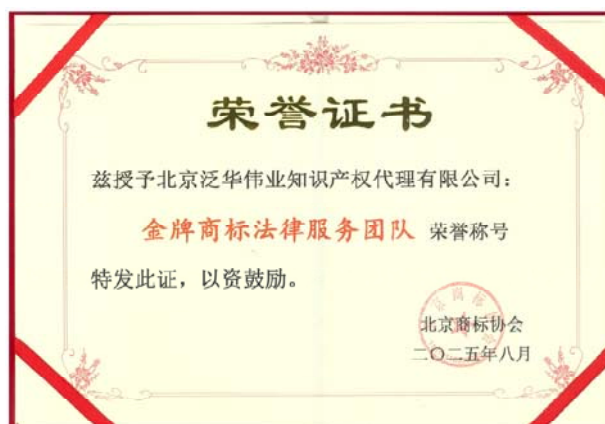 荣誉证书
兹授予北京泛华伟业知识产权代理有限公司：
金牌商标法律服务团队 荣誉称号
特发此证，以资鼓励。
北京商标协会
二〇二五年八月